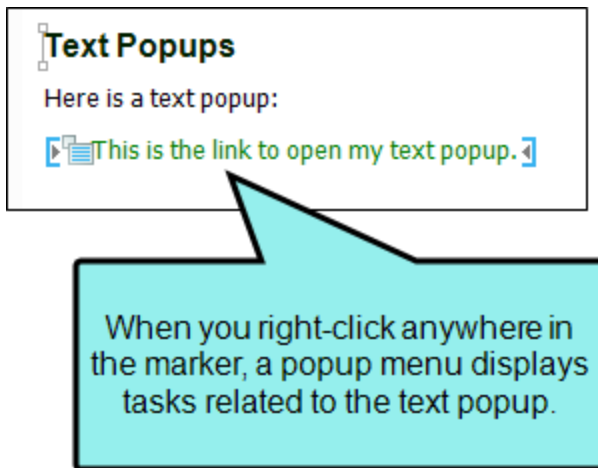 Text Popups
Here is a text popup:
This is the link to open my text popup.
When you right-click anywhere in
the marker, a popup menu displays
tasks related to the text popup.